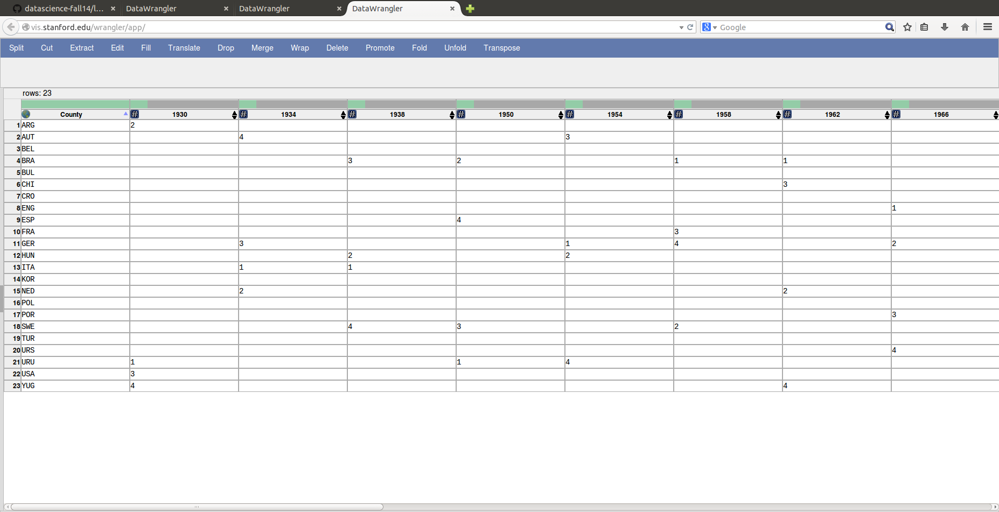 datascience-fall14/l... × DataWrangler × DataWrangler × DataWrangler ×
vis.stanford.edu/wrangler/app/ Google
Split Cut Extract Edit Fill Translate Drop Merge Wrap Delete Promote Fold Unfold Transpose
rows: 23
County # 1930 # 1934 # 1938 # 1950 # 1954 # 1958 # 1962 # 1966
1 ARG 2
2 AUT 4 3
3 BEL
4 BRA 3 2 1 1
5 BUL
6 CHI 3
7 CRO
8 ENG 1
9 ESP 4
10 FRA 3
11 GER 3 1 4 2
12 HUN 2 2
13 ITA 1 1
14 KOR
15 NED 2 2
16 POL
17 POR 3
18 SWE 4 3 2
19 TUR
20 URS 4
21 URU 1 1 4
22 USA 3
23 YUG 4 4